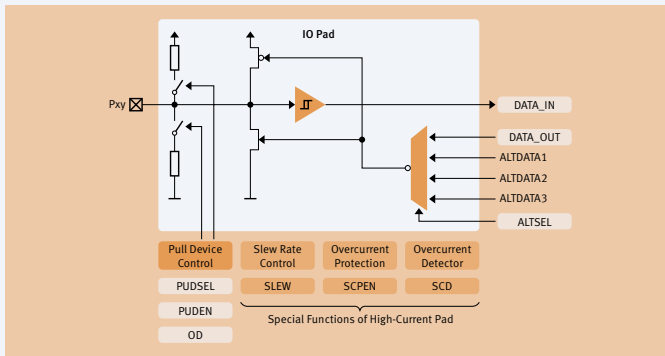 IO Pad
Pxy
DATA_IN
DATA_OUT
ALTDATA1
ALTDATA2
ALTDATA3
ALTSEL
Pull Device
Control
Slew Rate
Control
Overcurrent
Protection
Overcurrent
Detector
PUDSEL
SLEW
SCPEN
SCD
PUDEN
Special Functions of High-Current Pad
OD